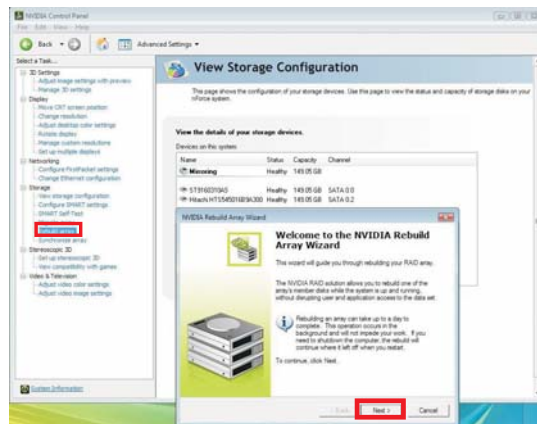 NVIDIA Control Panel
File Edit View Help
Back
Advanced Settings
Select a Task...
View Storage Configuration
3D Settings
Adjust image settings with preview
Manage 3D settings
Display
Move CRT screen position
Change resolution
Adjust desktop color settings
Rotate display
Manage custom resolutions
Set up multiple displays
Networking
Configure FirstPacket settings
Change Ethernet configuration
Storage
View storage configuration
Configure SMART settings
SMART Self Test
Rebuild array
Synchronize array
Stereoscopic 3D
Set up stereoscopic 3D
View compatibility with games
Video & Television
Adjust video color settings
Adjust video image settings
System Information
This page shows the configuration of your storage devices. Use this page to view the status and capacity of storage disks on your
nForce system.
View the details of your storage devices.
Devices on this system
Name Status Capacity Channel
Mirroring Healthy 149.05 GB
ST9160310AS Healthy 149.05 GB SATA 0.0
Hitachi HTS545016B9A300 Healthy 149.05 GB SATA 0.2
NVIDIA Rebuild Array Wizard
Welcome to the NVIDIA Rebuild
Array Wizard
This wizard will guide you through rebuilding your RAID array.
The NVIDIA RAID solution allows you to rebuild one of the
array's member disks while the system is up and running,
without disrupting user and application access to the data set.
Rebuilding an array can take up to a day to
complete. This operation occurs in the
background and will not impede your work. If you
need to shutdown the computer, the rebuild will
continue where it left off when you restart.
To continue, click Next.
< Back
Next >
Cancel